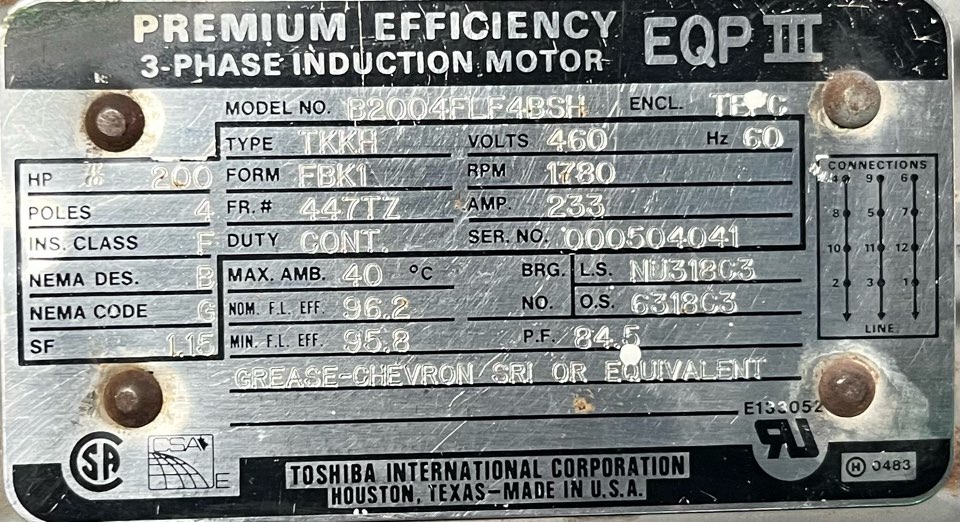 PREMIUM EFFICIENCY EQP III
3-PHASE INDUCTION MOTOR
MODEL NO. B2004FLF4BSH ENCL. TEFC
TYPE TKKH VOLTS 460 Hz 60
HP 200 FORM FBK1 RPM 1780
POLES 4 FR.# 447TZ AMP. 233
INS. CLASS F DUTY CONT. SER. NO. 000504041
NEMA DES. B MAX. AMB. 40 °C BRG. L.S. NU318C3
NEMA CODE G NOM. F.L. EFF. 96.2 NO. O.S. 6318C3
SF 1.15 MIN. F.L. EFF. 95.8 P.F. 84.5
GREASE-CHEVRON SRI OR EQUIVALENT
CONNECTIONS
4 9 6
8 5 7
10 11 12
2 3 1
LINE
E133052
SA
CSA
E
TOSHIBA INTERNATIONAL CORPORATION
HOUSTON, TEXAS—MADE IN U.S.A.
RU
H 0483